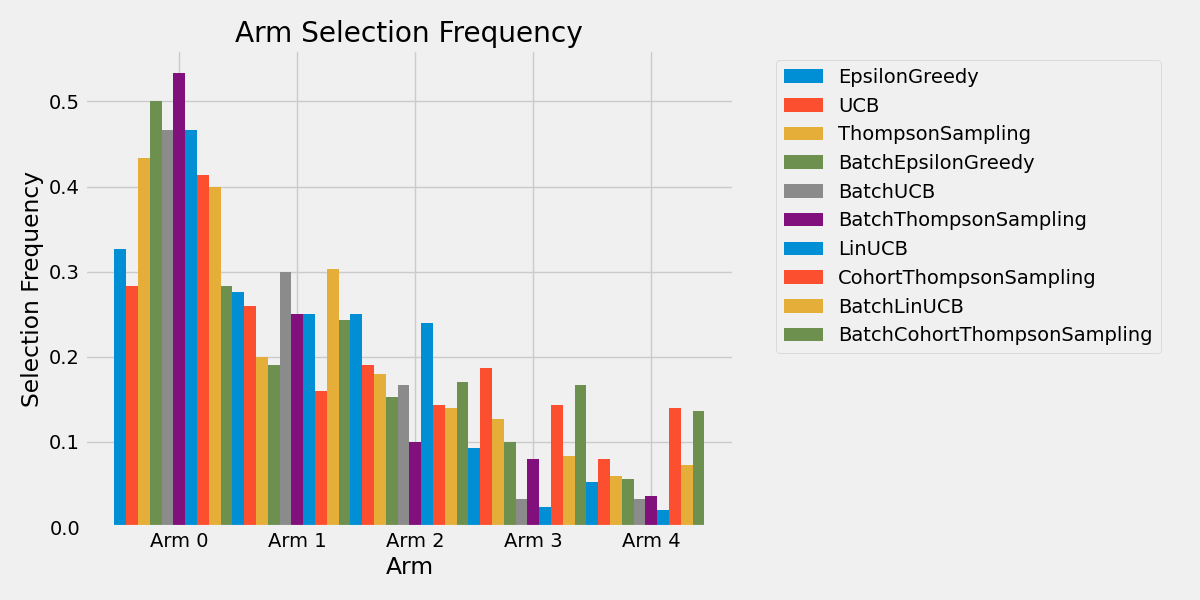 Arm Selection Frequency
Selection Frequency
0.5
0.4
0.3
0.2
0.1
0.0
Arm 0 Arm 1 Arm 2 Arm 3 Arm 4
Arm
EpsilonGreedy
UCB
ThompsonSampling
BatchEpsilonGreedy
BatchUCB
BatchThompsonSampling
LinUCB
CohortThompsonSampling
BatchLinUCB
BatchCohortThompsonSampling